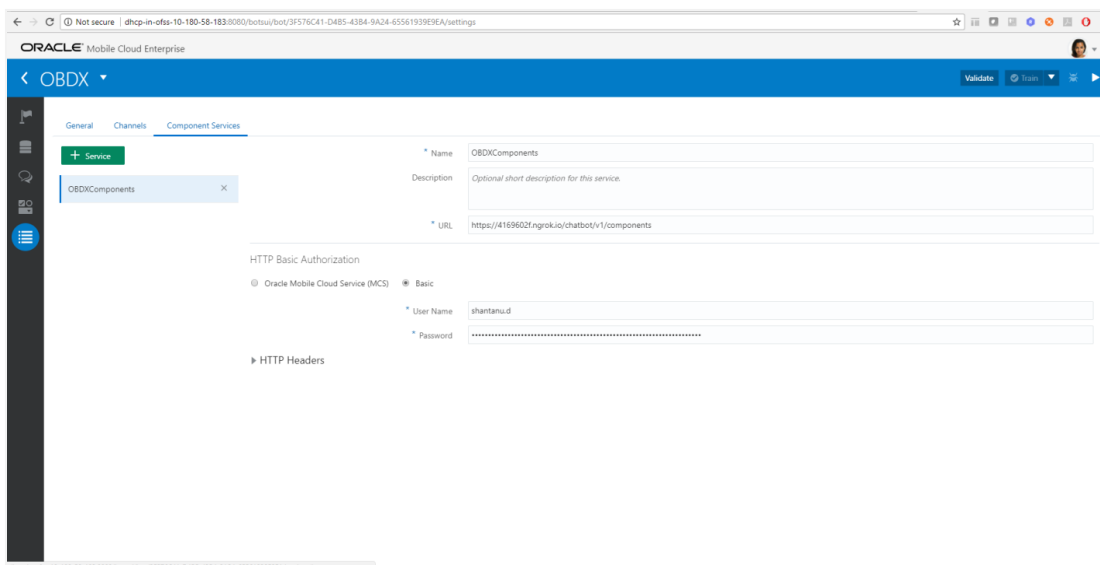 Not secure | dhcp-in-ofss-10-180-58-183:8080/botsui/bot/3F576C41-D485-43B4-9A24-65561939E9EA/settings
ORACLE Mobile Cloud Enterprise
OBDX
Validate Train
General Channels Component Services
+ Service
* Name OBDXComponents
OBDXComponents ×
Description Optional short description for this service.
* URL https://4169602f.ngrok.io/chatbot/v1/components
HTTP Basic Authorization
Oracle Mobile Cloud Service (MCS) Basic
* User Name shantanu.d
* Password
HTTP Headers